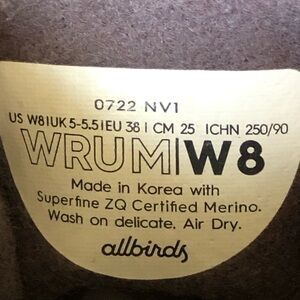 0722 NV1
US W8|UK 5-5.5|EU 38| CM 25 |CHN 250/90
WRUM|W8
Made in Korea with
Superfine ZQ Certified Merino.
Wash on delicate. Air Dry.
allbirds